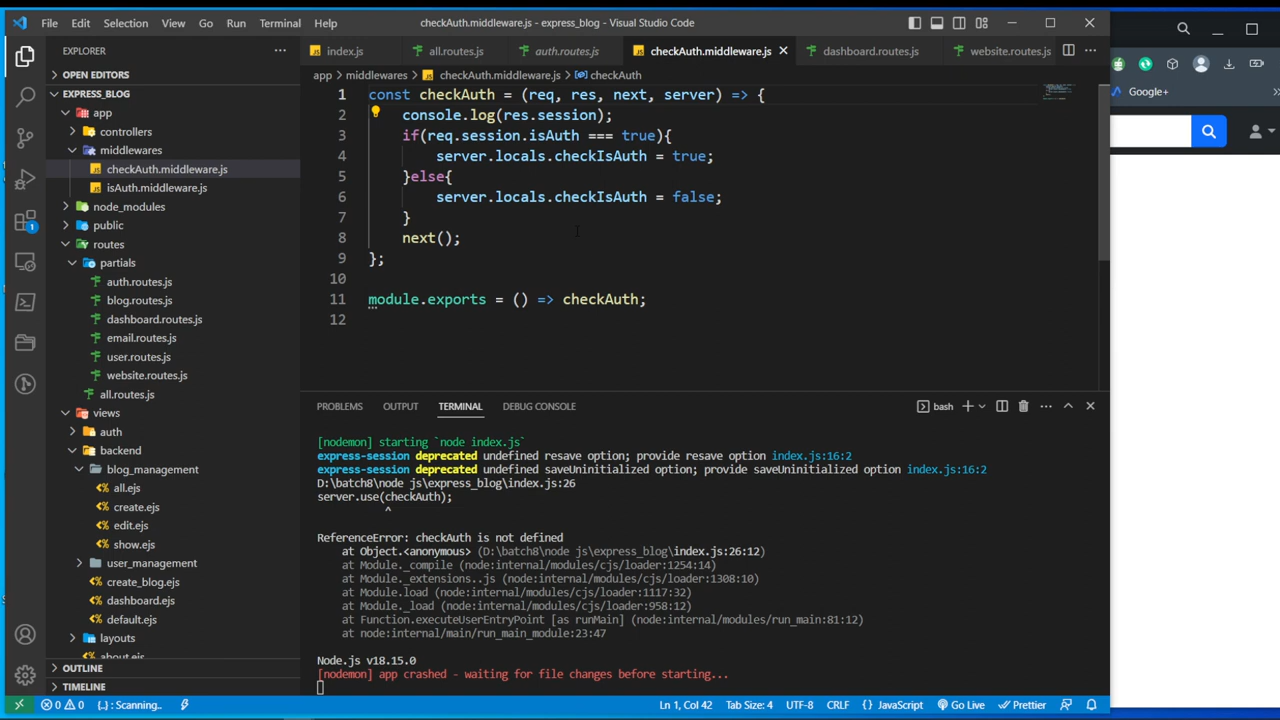 File Edit Selection View Go Run Terminal Help
checkAuth.middleware.js - express_blog - Visual Studio Code
EXPLORER
OPEN EDITORS
EXPRESS_BLOG
app
controllers
middlewares
checkAuth.middleware.js
isAuth.middleware.js
node_modules
public
routes
partials
auth.routes.js
blog.routes.js
dashboard.routes.js
email.routes.js
user.routes.js
website.routes.js
all.routes.js
views
auth
backend
blog_management
all.ejs
create.ejs
edit.ejs
show.ejs
user_management
create_blog.ejs
dashboard.ejs
default.ejs
layouts
about.ejs
OUTLINE
TIMELINE
index.js all.routes.js auth.routes.js checkAuth.middleware.js dashboard.routes.js website.routes.js
app > middlewares > checkAuth.middleware.js > checkAuth
1 const checkAuth = (req, res, next, server) => {
2 console.log(res.session);
3 if(req.session.isAuth === true){
4 server.locals.checkIsAuth = true;
5 }else{
6 server.locals.checkIsAuth = false;
7 }
8 next();
9 };
10
11 module.exports = () => checkAuth;
12
PROBLEMS OUTPUT TERMINAL DEBUG CONSOLE
bash
[nodemon] starting `node index.js`
express-session deprecated undefined resave option; provide resave option index.js:16:2
express-session deprecated undefined saveUninitialized option; provide saveUninitialized option index.js:16:2
D:\batch8\node js\express_blog\index.js:26
server.use(checkAuth);
^
ReferenceError: checkAuth is not defined
at Object.<anonymous> (D:\batch8\node js\express_blog\index.js:26:12)
at Module._compile (node:internal/modules/cjs/loader:1254:14)
at Module._extensions..js (node:internal/modules/cjs/loader:1308:10)
at Module.load (node:internal/modules/cjs/loader:1117:32)
at Module._load (node:internal/modules/cjs/loader:958:12)
at Function.executeUserEntryPoint [as runMain] (node:internal/modules/run_main:81:12)
at node:internal/main/run_main_module:23:47
Node.js v18.15.0
[nodemon] app crashed - waiting for file changes before starting...
0 0 {..} : Scanning..
Ln 1, Col 42 Tab Size: 4 UTF-8 CRLF JavaScript Go Live Prettier
1
Google+